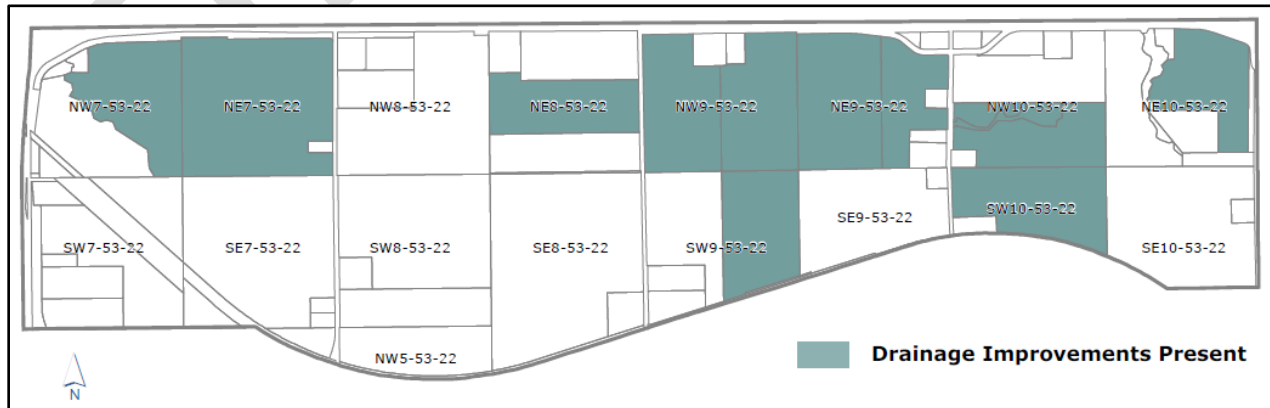 NW7-53-22
NE7-53-22
NW8-53-22
NE8-53-22
NW9-53-22
NE9-53-22
NW10-53-22
NE10-53-22
SW7-53-22
SE7-53-22
SW8-53-22
SE8-53-22
SW9-53-22
SE9-53-22
SW10-53-22
SE10-53-22
NW5-53-22
Drainage Improvements Present
N